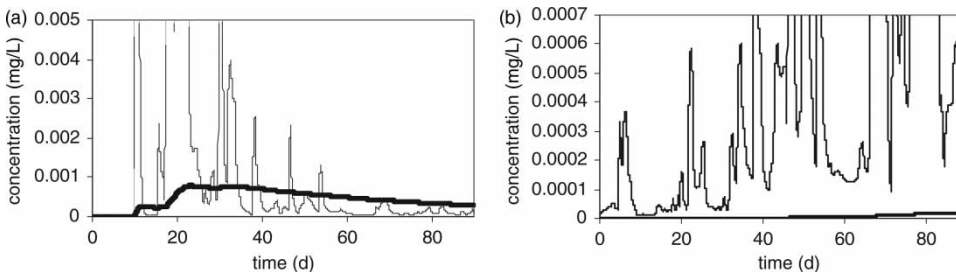 (a)
0.005
0.004
0.003
0.002
0.001
0
concentration (mg/L)
0 20 40 60 80
time (d)
(b)
0.0007
0.0006
0.0005
0.0004
0.0003
0.0002
0.0001
0
concentration (mg/L)
0 20 40 60 80
time (d)